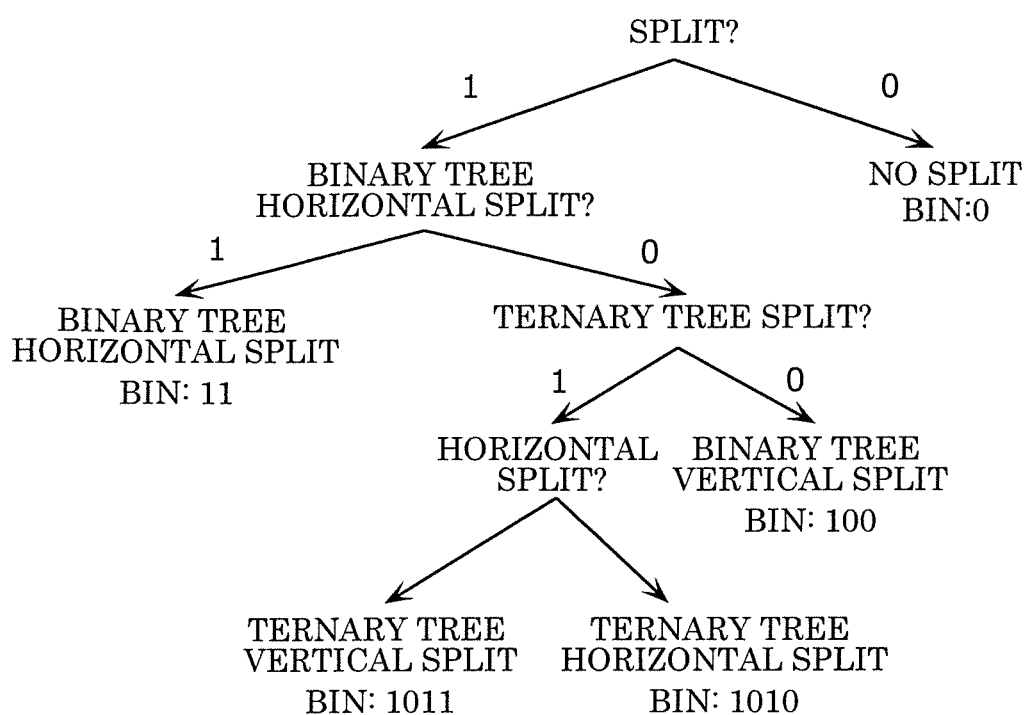 SPLIT?
1
0
BINARY TREE
HORIZONTAL SPLIT?
NO SPLIT
BIN:0
1
0
BINARY TREE
HORIZONTAL SPLIT
BIN: 11
TERNARY TREE SPLIT?
1
0
HORIZONTAL
SPLIT?
BINARY TREE
VERTICAL SPLIT
BIN: 100
TERNARY TREE
VERTICAL SPLIT
BIN: 1011
TERNARY TREE
HORIZONTAL SPLIT
BIN: 1010